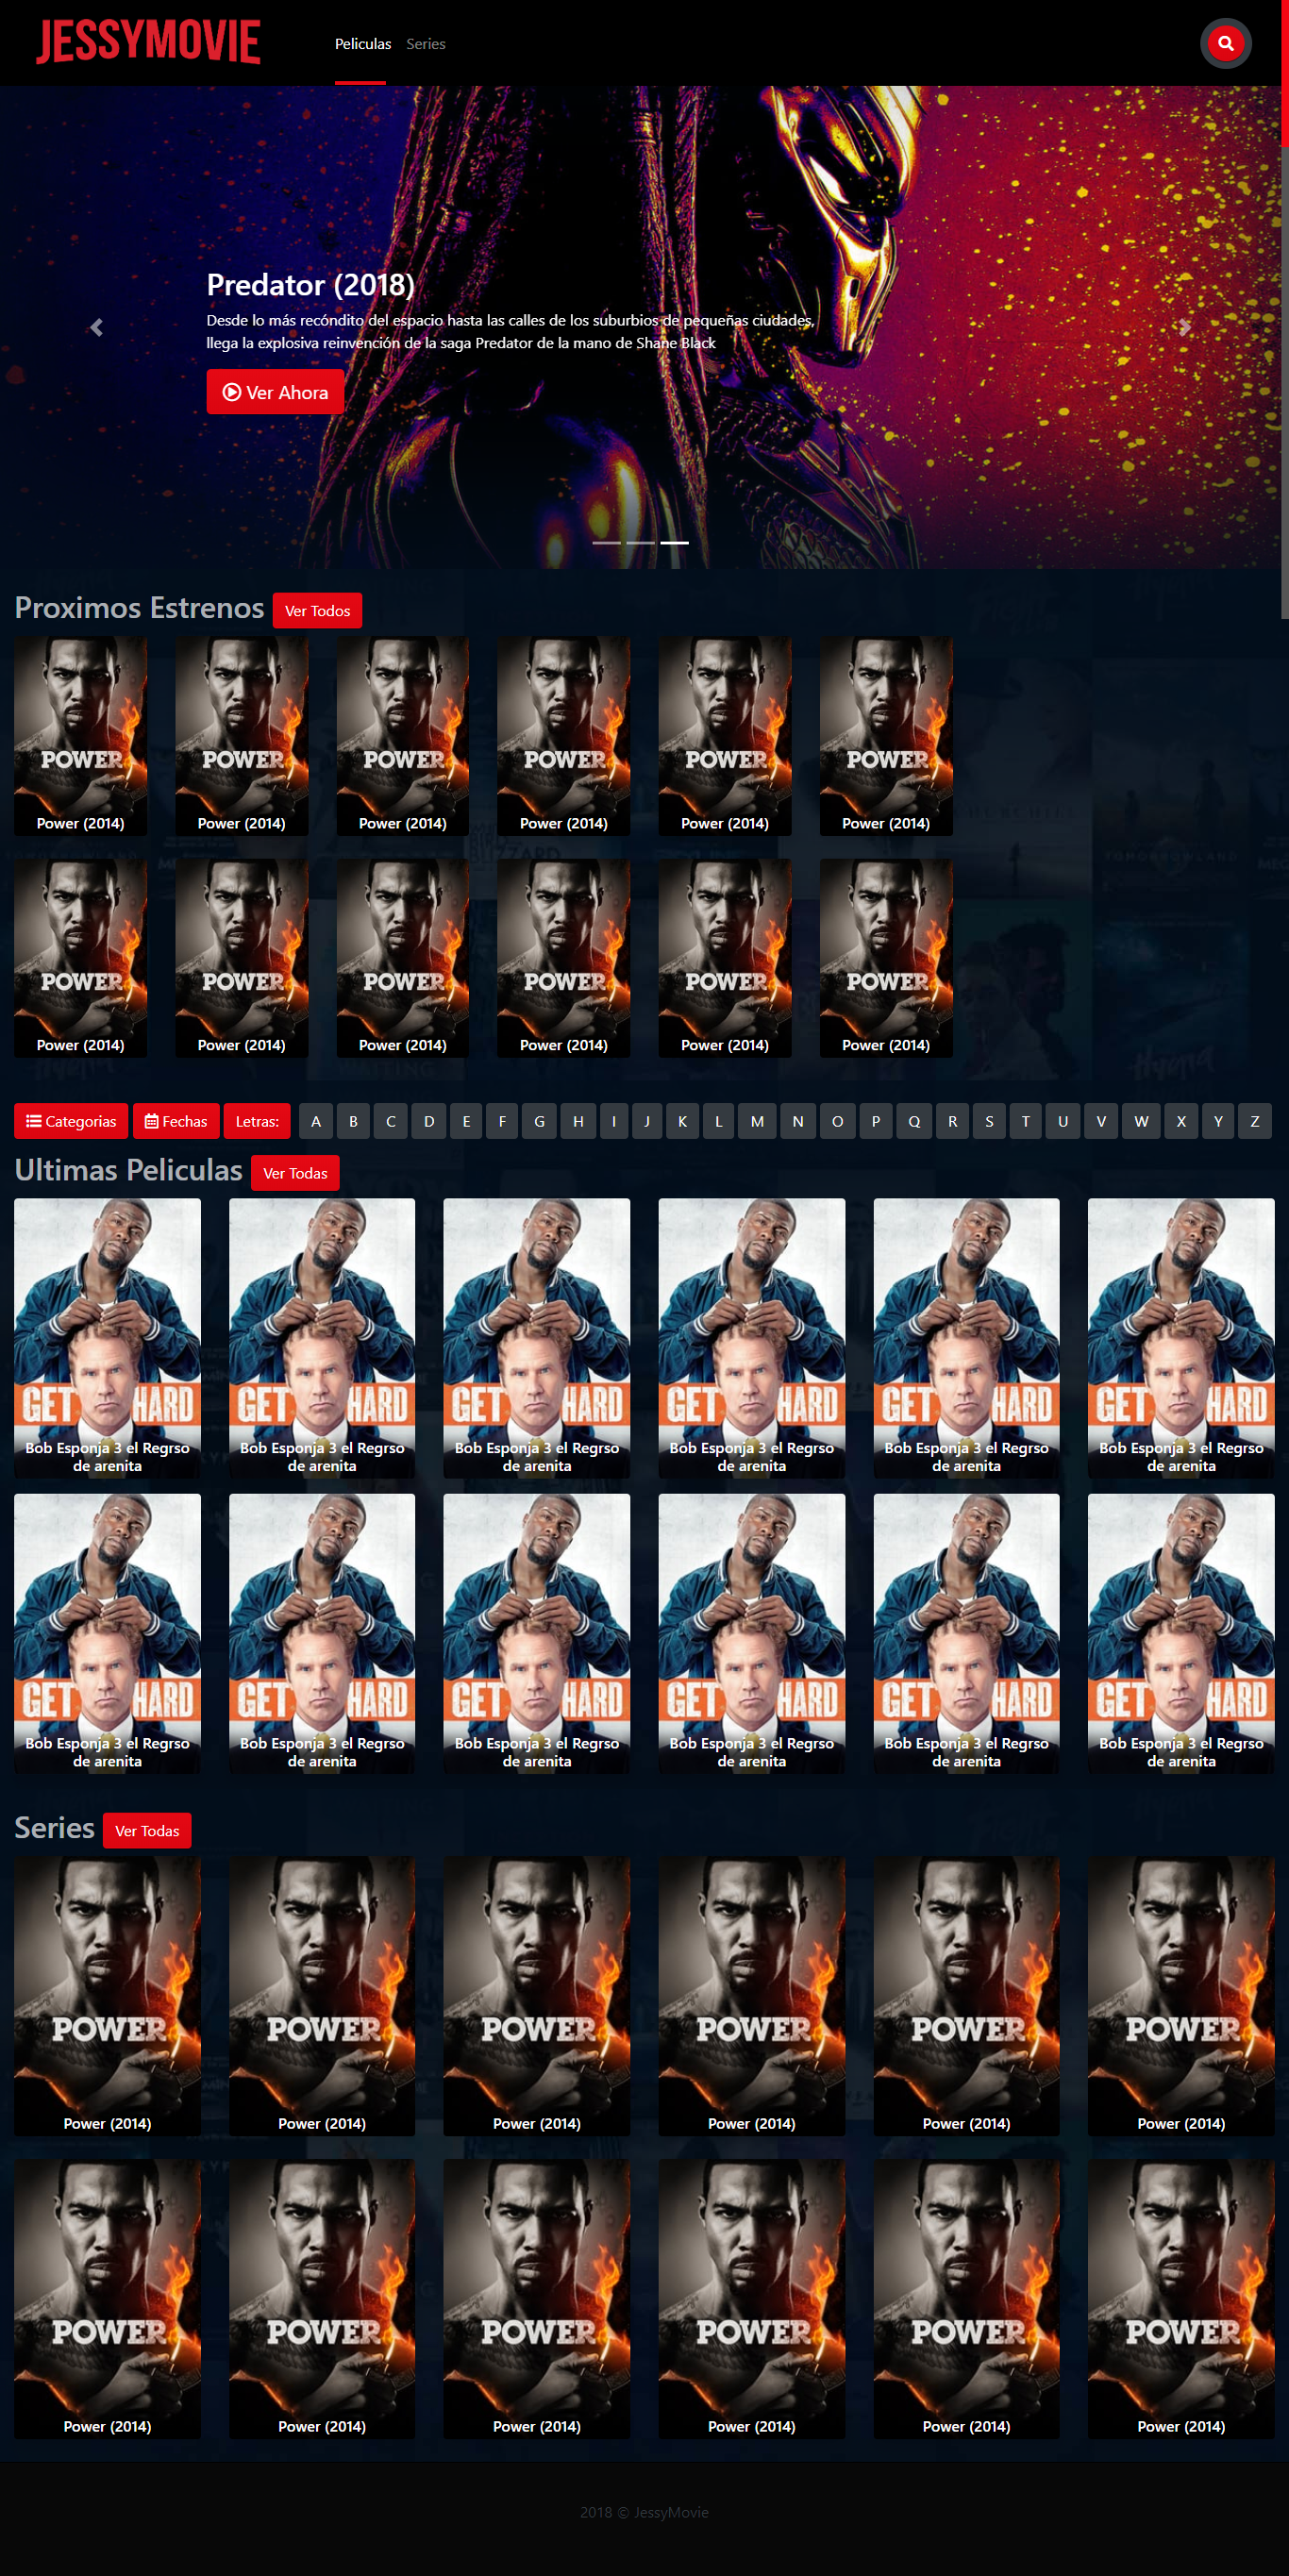 JESSYMOVIE
Peliculas Series
Predator (2018)
Desde lo más recóndito del espacio hasta las calles de los suburbios de pequeñas ciudades,
llega la explosiva reinvención de la saga Predator de la mano de Shane Black
Ver Ahora
Proximos Estrenos Ver Todos
POWER POWER POWER POWER POWER POWER
Power (2014) Power (2014) Power (2014) Power (2014) Power (2014) Power (2014)
POWER POWER POWER POWER POWER POWER
Power (2014) Power (2014) Power (2014) Power (2014) Power (2014) Power (2014)
Categorias Fechas Letras: A B C D E F G H I J K L M N O P Q R S T U V W X Y Z
Ultimas Peliculas Ver Todas
GET HARD GET HARD GET HARD GET HARD GET HARD GET HARD
Bob Esponja 3 el Regrso Bob Esponja 3 el Regrso Bob Esponja 3 el Regrso Bob Esponja 3 el Regrso Bob Esponja 3 el Regrso Bob Esponja 3 el Regrso
de arenita de arenita de arenita de arenita de arenita de arenita
GET HARD GET HARD GET HARD GET HARD GET HARD GET HARD
Bob Esponja 3 el Regrso Bob Esponja 3 el Regrso Bob Esponja 3 el Regrso Bob Esponja 3 el Regrso Bob Esponja 3 el Regrso Bob Esponja 3 el Regrso
de arenita de arenita de arenita de arenita de arenita de arenita
Series Ver Todas
POWER POWER POWER POWER POWER POWER
Power (2014) Power (2014) Power (2014) Power (2014) Power (2014) Power (2014)
POWER POWER POWER POWER POWER POWER
Power (2014) Power (2014) Power (2014) Power (2014) Power (2014) Power (2014)
2018 © JessyMovie